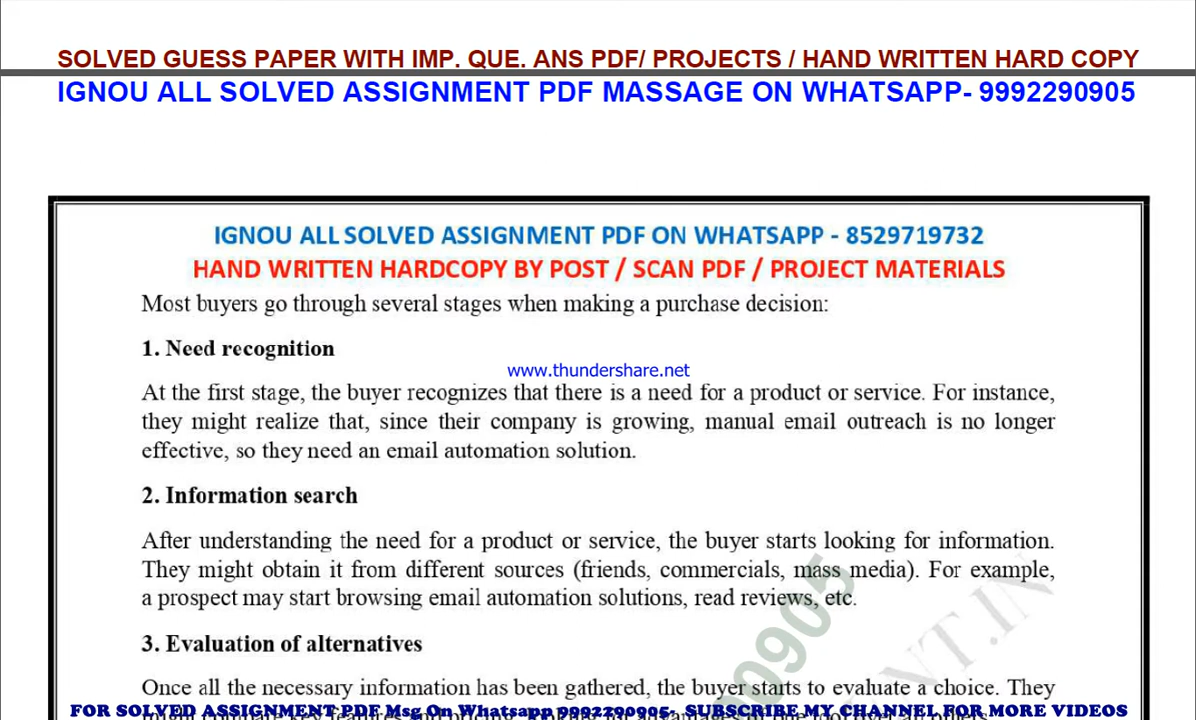 SOLVED GUESS PAPER WITH IMP. QUE. ANS PDF/ PROJECTS / HAND WRITTEN HARD COPY
IGNOU ALL SOLVED ASSIGNMENT PDF MASSAGE ON WHATSAPP- 9992290905
IGNOU ALL SOLVED ASSIGNMENT PDF ON WHATSAPP - 8529719732
HAND WRITTEN HARDCOPY BY POST / SCAN PDF / PROJECT MATERIALS
Most buyers go through several stages when making a purchase decision:
1. Need recognition
www.thundershare.net
At the first stage, the buyer recognizes that there is a need for a product or service. For instance,
they might realize that, since their company is growing, manual email outreach is no longer
effective, so they need an email automation solution.
2. Information search
After understanding the need for a product or service, the buyer starts looking for information.
They might obtain it from different sources (friends, commercials, mass media). For example,
a prospect may start browsing email automation solutions, read reviews, etc.
00905
NT.IN
3. Evaluation of alternatives
Once all the necessary information has been gathered, the buyer starts to evaluate a choice. They
FOR SOLVED ASSIGNMENT PDF Msg On Whatsapp 9992290905- SUBSCRIBE MY CHANNEL FOR MORE VIDEOS